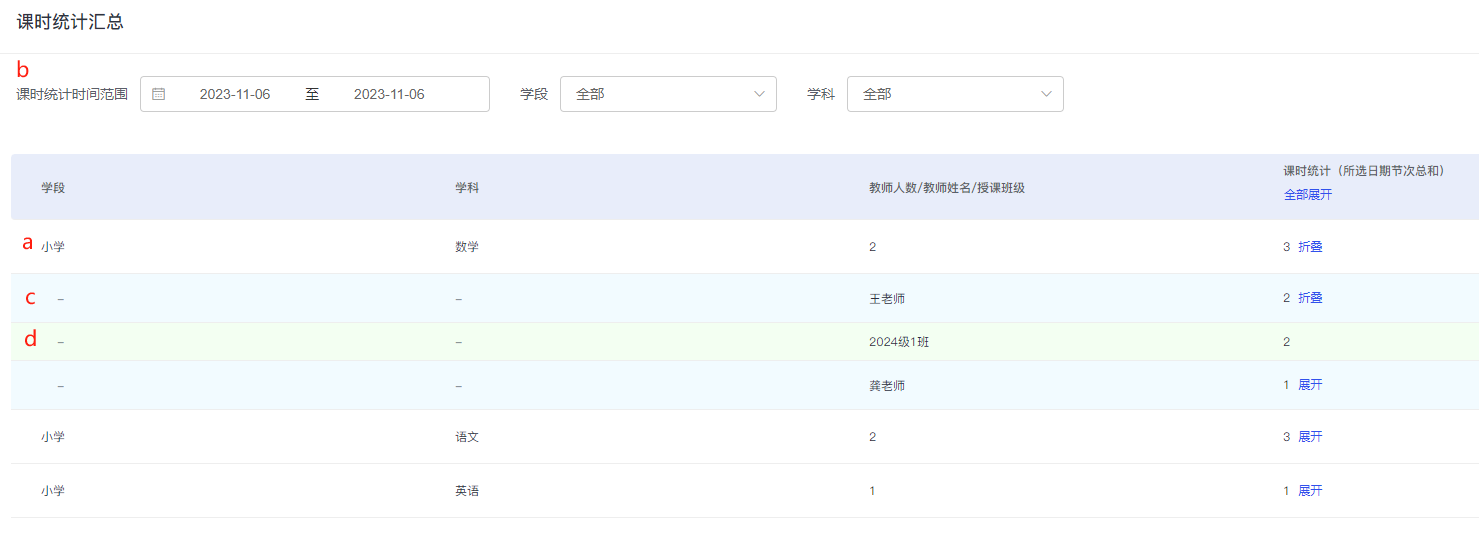 课时统计汇总
b
课时统计时间范围 2023-11-06 至 2023-11-06 学段 全部 学科 全部
学段 学科 教师人数/教师姓名/授课班级 课时统计（所选日期节次总和）
全部展开
a 小学 数学 2 3 折叠
c – – 王老师 2 折叠
d – – 2024级1班 2
– – 龚老师 1 展开
小学 语文 2 3 展开
小学 英语 1 1 展开